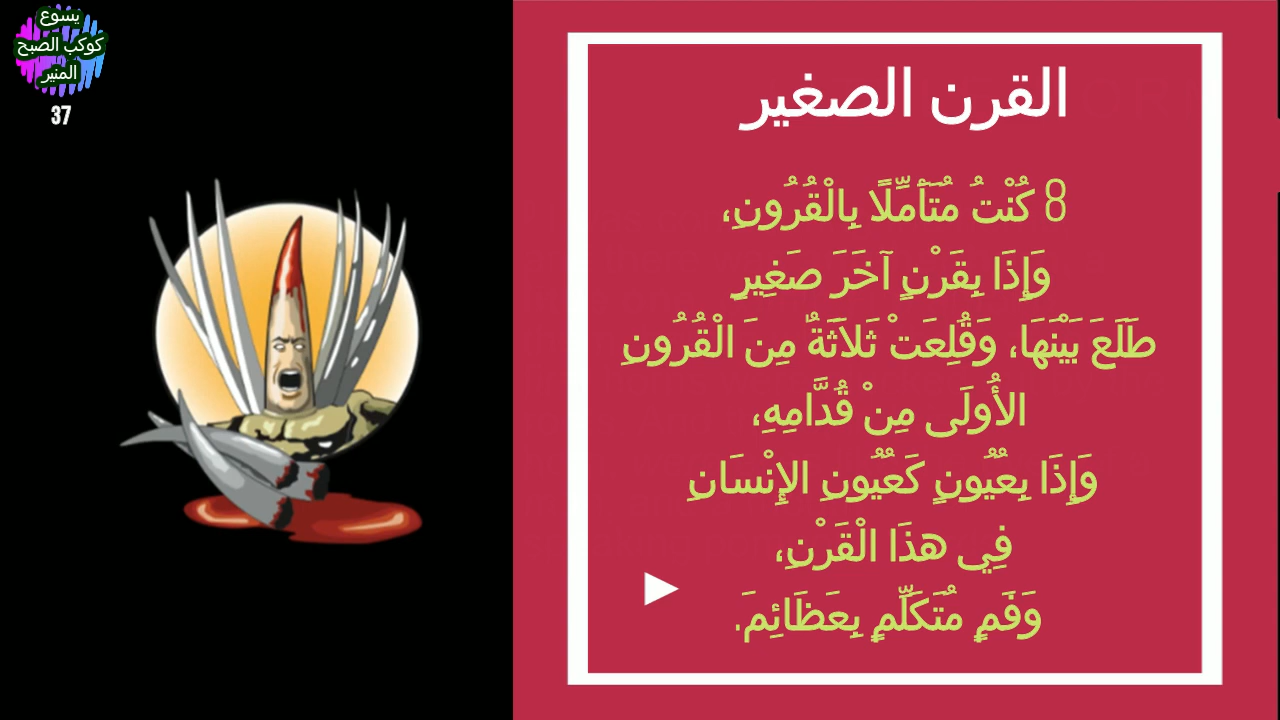 يسوع
كوكب الصبح
المنير
37
القرن الصغير
8 كُنْتُ مُتَأَمِّلًا بِالْقُرُونِ،
وَإِذَا بِقَرْنٍ آخَرَ صَغِيرٍ
طَلَعَ بَيْنَهَا، وَقُلِعَتْ ثَلاَثَةٌ مِنَ الْقُرُونِ
الأُولَى مِنْ قُدَّامِهِ،
وَإِذَا بِعُيُونٍ كَعُيُونِ الإِنْسَانِ
فِي هذَا الْقَرْنِ،
وَفَمٍ مُتَكَلِّمٍ بِعَظَائِمَ.